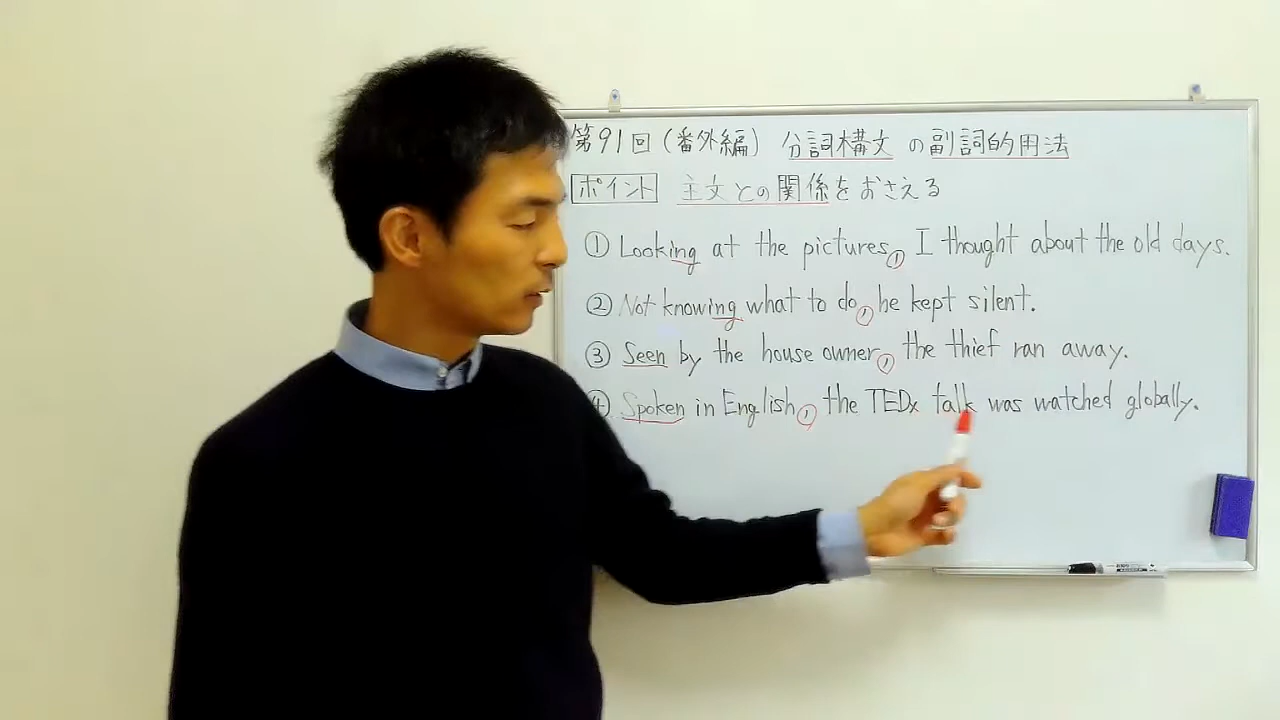 第91回(番外編) 分詞構文の副詞的用法
ポイント 主文との関係をおさえる
① Looking at the pictures, I thought about the old days.
② Not knowing what to do, he kept silent.
③ Seen by the house owner, the thief ran away.
④ Spoken in English, the TEDx talk was watched globally.